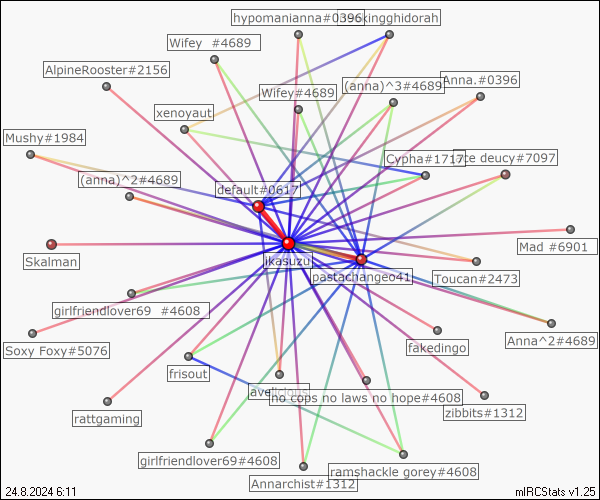 hypomanianna#0396
kingghidorah
Wifey #4689
AlpineRooster#2156
Wifey#4689
(anna)^3#4689
Anna.#0396
xenoyaut
Mushy#1984
Cypha#1717
deucy#7097
(anna)^2#4689
default#0617
Mad #6901
Skalman
ikasuzu
pastachangeo41
Toucan#2473
girlfriendlover69 #4608
Anna^2#4689
Soxy Foxy#5076
fakedingo
frisout
no cops no laws no hope#4608
rattgaming
zibbits#1312
girlfriendlover69#4608
ramshackle gorey#4608
Annarchist#1312
24.8.2024 6:11
mIRCStats v1.25